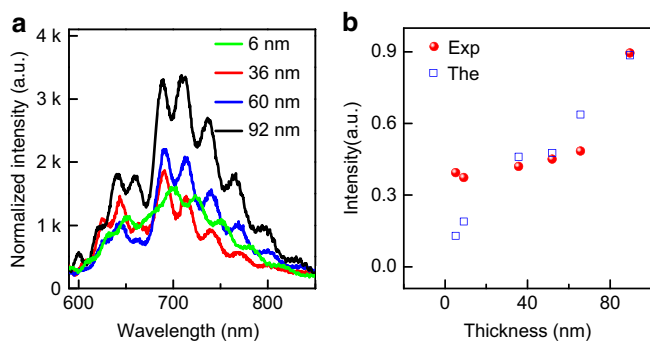 a
4 k
3 k
2 k
1 k
0
Normalized intensity (a.u.)
6 nm
36 nm
60 nm
92 nm
600
700
800
Wavelength (nm)
b
0.9
0.6
0.3
0.0
Intensity(a.u.)
Exp
The
0
40
80
Thickness (nm)